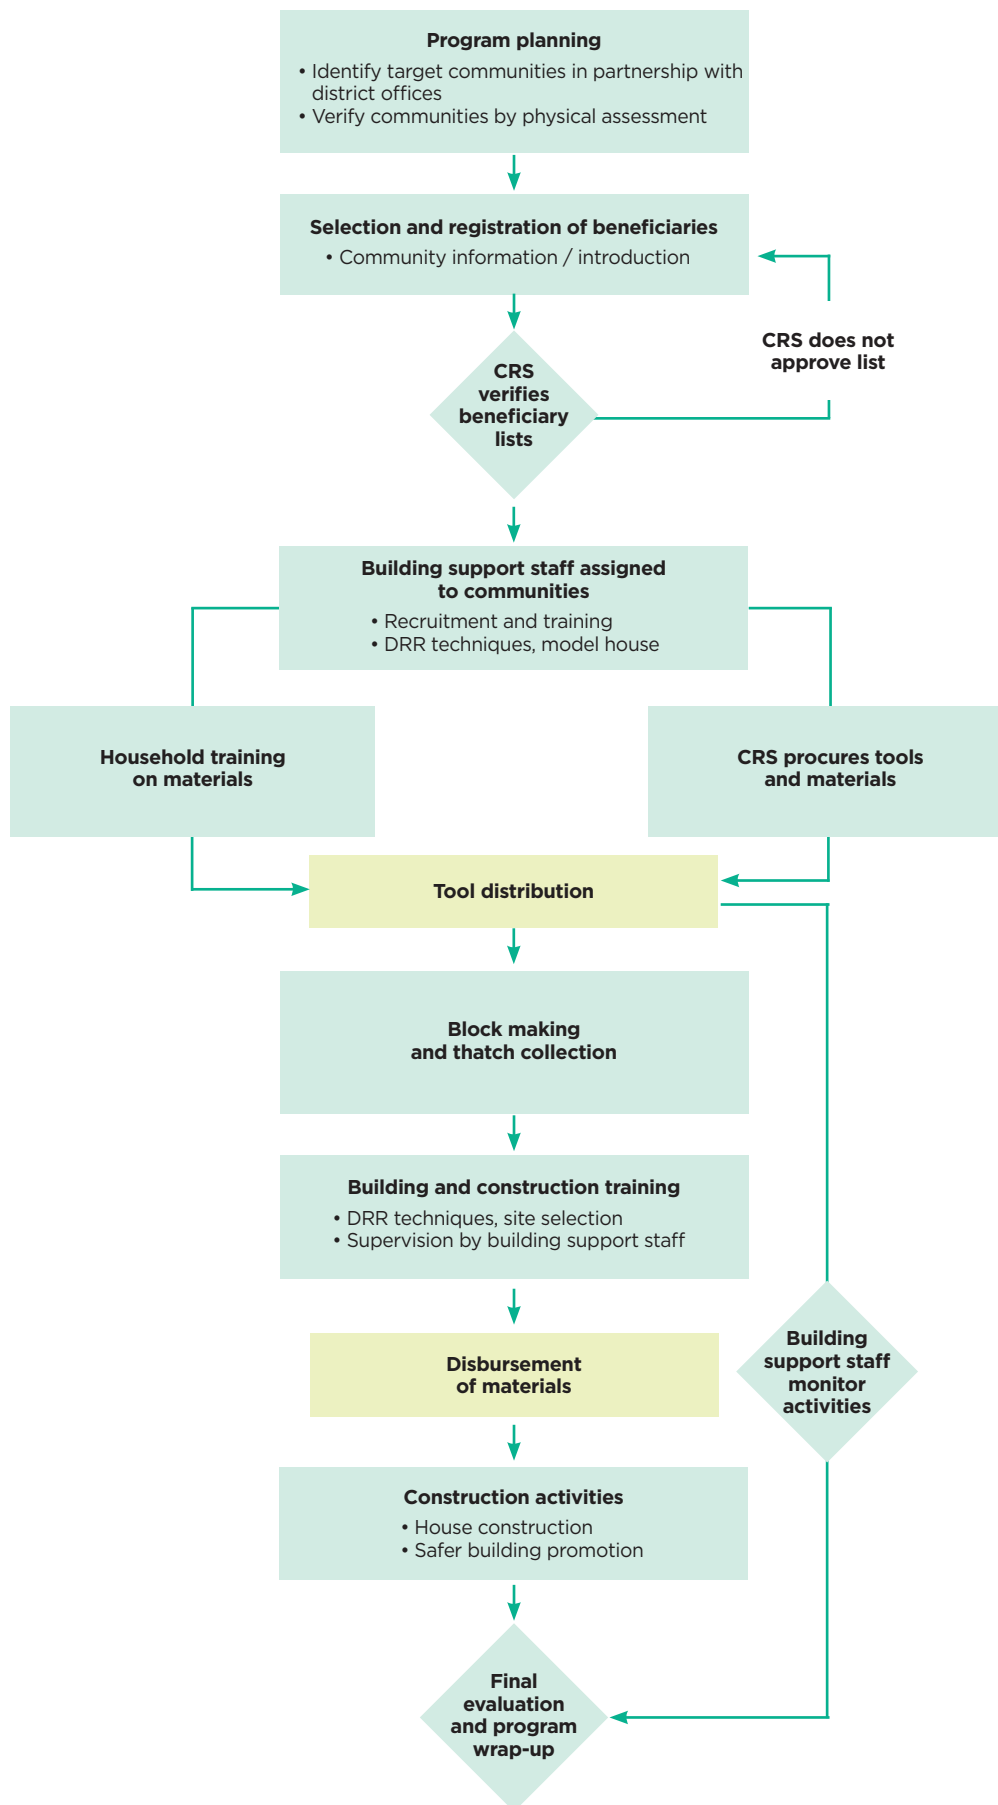 Program planning
• Identify target communities in partnership with
district offices
• Verify communities by physical assessment
Selection and registration of beneficiaries
• Community information / introduction
CRS does not
approve list
CRS
verifies
beneficiary
lists
Building support staff assigned
to communities
• Recruitment and training
• DRR techniques, model house
Household training
on materials
CRS procures tools
and materials
Tool distribution
Block making
and thatch collection
Building and construction training
• DRR techniques, site selection
• Supervision by building support staff
Disbursement
of materials
Building
support staff
monitor
activities
Construction activities
• House construction
• Safer building promotion
Final
evaluation
and program
wrap-up